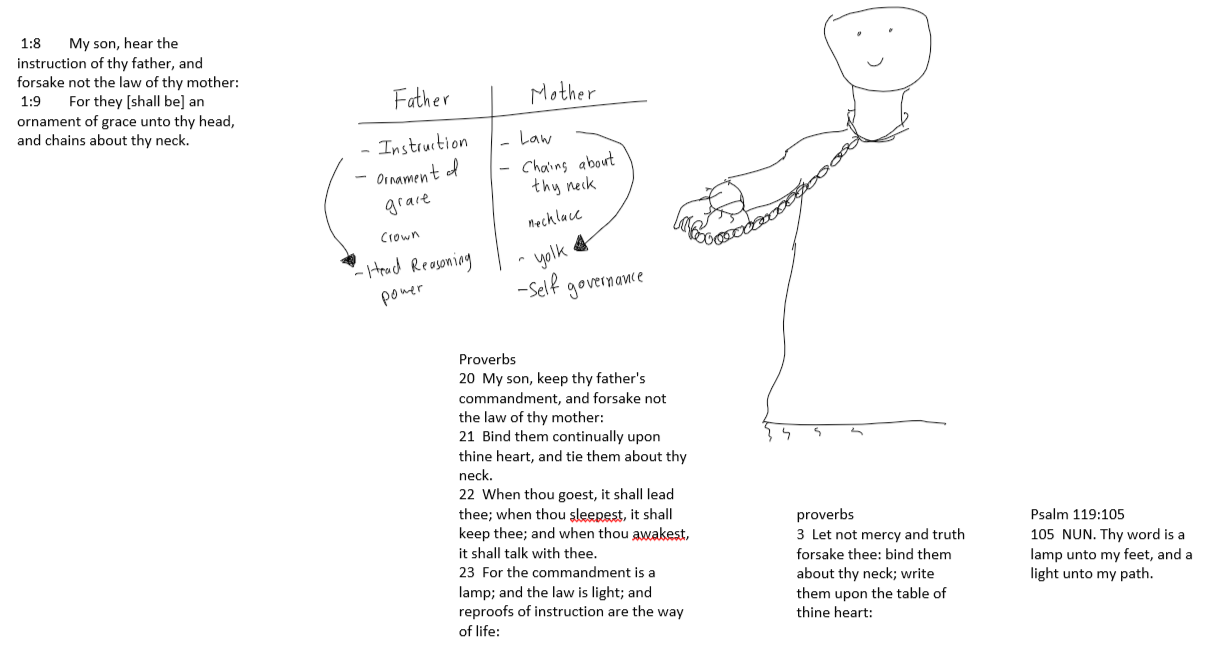 1:8 My son, hear the
instruction of thy father, and
forsake not the law of thy mother:
1:9 For they [shall be] an
ornament of grace unto thy head,
and chains about thy neck.
Father
- Instruition
- Ornament of
grace
Crown
- Head Reasoning
power
Mother
- Law
- Chains about
thy neck
necklace
- yolk
- Self governance
Proverbs
20 My son, keep thy father's
commandment, and forsake not
the law of thy mother:
21 Bind them continually upon
thine heart, and tie them about thy
neck.
22 When thou goest, it shall lead
thee; when thou sleepest, it shall
keep thee; and when thou awakest,
it shall talk with thee.
23 For the commandment is a
lamp; and the law is light; and
reproofs of instruction are the way
of life:
proverbs
3 Let not mercy and truth
forsake thee: bind them
about thy neck; write
them upon the table of
thine heart:
Psalm 119:105
105 NUN. Thy word is a
lamp unto my feet, and a
light unto my path.